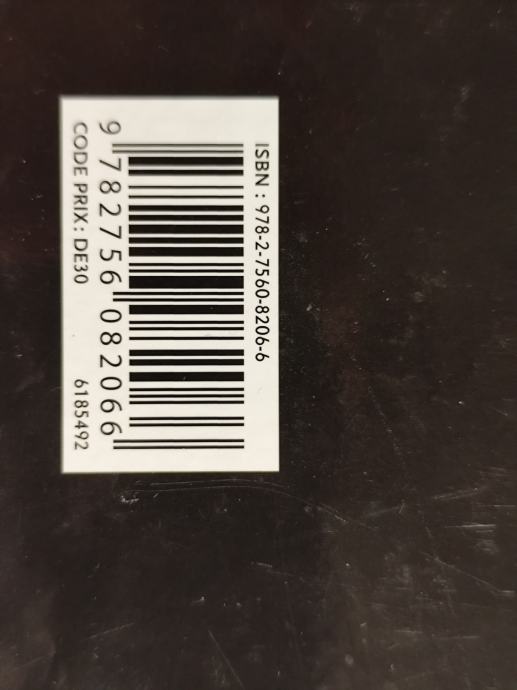 ISBN : 978-2-7560-8206-6
9 782756 082066
CODE PRIX : DE30 6185492